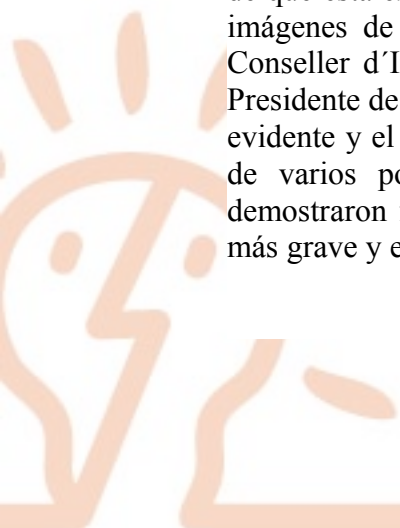 imágenes de
Conseller d´I
Presidente de
evidente y el
de varios po
demostraron
más grave y e